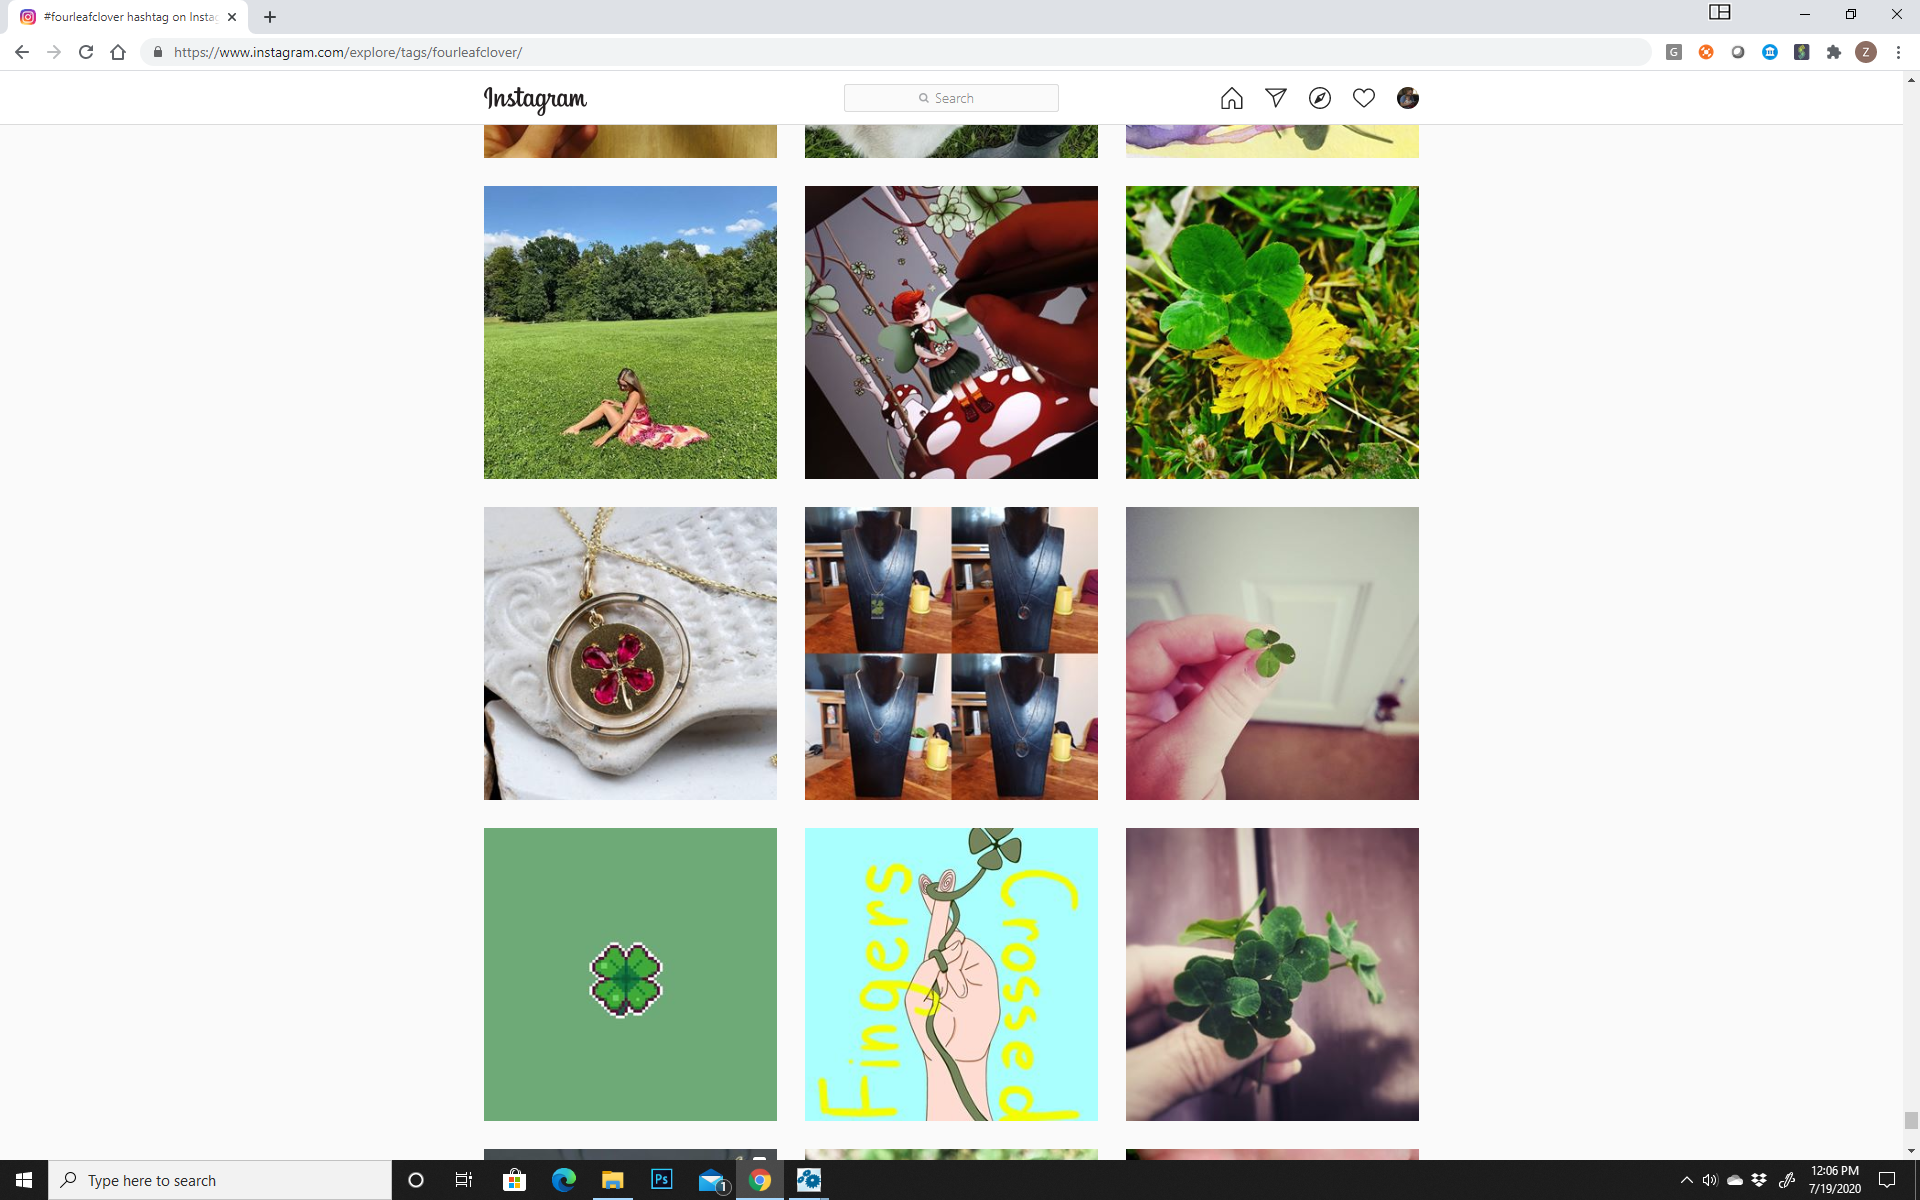 #fourleafclover hashtag on Insta
https://www.instagram.com/explore/tags/fourleafclover/
G
Z
Instagram
Search
Fingers
Crossed
Type here to search
Ps
1
12:06 PM
7/19/2020